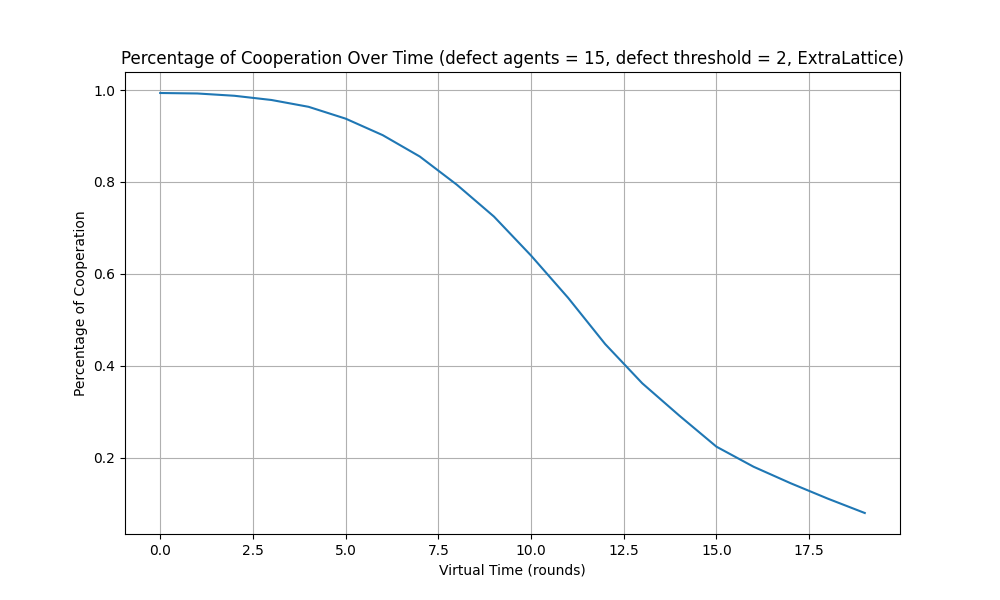 Percentage of Cooperation Over Time (defect agents = 15, defect threshold = 2, ExtraLattice)
1.0
0.8
0.6
0.4
0.2
Percentage of Cooperation
0.0 2.5 5.0 7.5 10.0 12.5 15.0 17.5
Virtual Time (rounds)